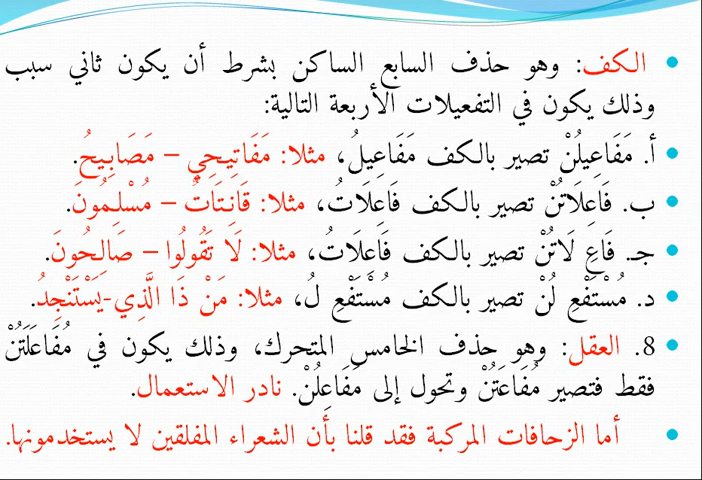 الكف: وهو حذف السابع الساكن بشرط أن يكون ثاني سبب
وذلك يكون في التفعيلات الأربعة التالية:
أ. مَفَاعِيلُنْ تصير بالكف مَفَاعِيلُ، مثلا: مَفَاتِيحِي – مَصَابِيحُ.
ب. فَاعِلَاتُنْ تصير بالكف فَاعِلَاتُ، مثلا: قَانِتَاتٌ – مُسْلِمُونَ.
جـ. فَاعِ لَاتُنْ تصير بالكف فَاعِلَاتُ، مثلا: لَا تَقُولُوا – صَالِحُونَ.
د. مُسْتَفْعِ لُنْ تصير بالكف مُسْتَفْعِ لُ، مثلا: مَنْ ذَا الَّذِي-يَسْتَنْجِدُ.
8. العقل: وهو حذف الخامس المتحرك، وذلك يكون في مُفَاعَلَتُنْ
فقط فتصير مُفَاعَتُنْ وتحول إلى مَفَاعِلُنْ. نادر الاستعمال.
أما الزحافات المركبة فقد قلنا بأن الشعراء المفلقين لا يستخدمونها.